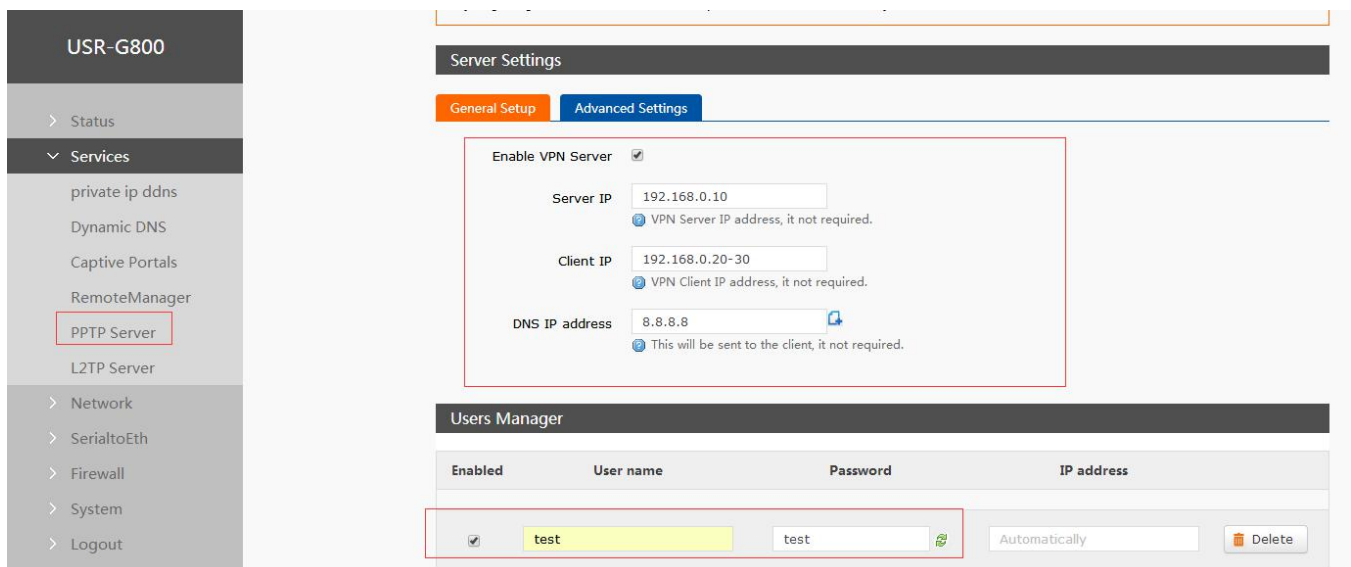 USR-G800
Status
Services
private ip ddns
Dynamic DNS
Captive Portals
RemoteManager
PPTP Server
L2TP Server
Network
SerialtoEth
Firewall
System
Logout
Server Settings
General Setup Advanced Settings
Enable VPN Server
Server IP 192.168.0.10
VPN Server IP address, it not required.
Client IP 192.168.0.20-30
VPN Client IP address, it not required.
DNS IP address 8.8.8.8
This will be sent to the client, it not required.
Users Manager
Enabled User name Password IP address
test test Automatically Delete